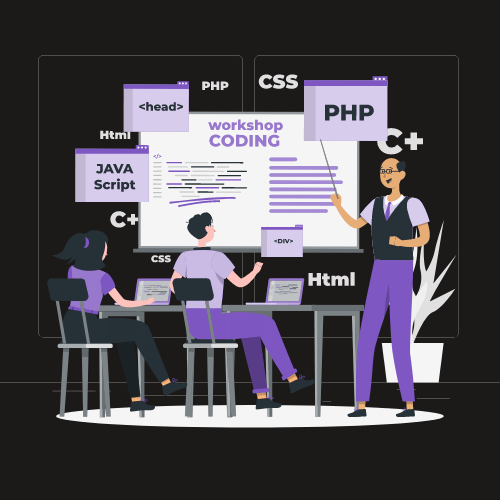 PHP
CSS
<head>
PHP
workshop
CODING
Html
C+
</>
JAVA
Script
C+
<DIV>
CSS
Html